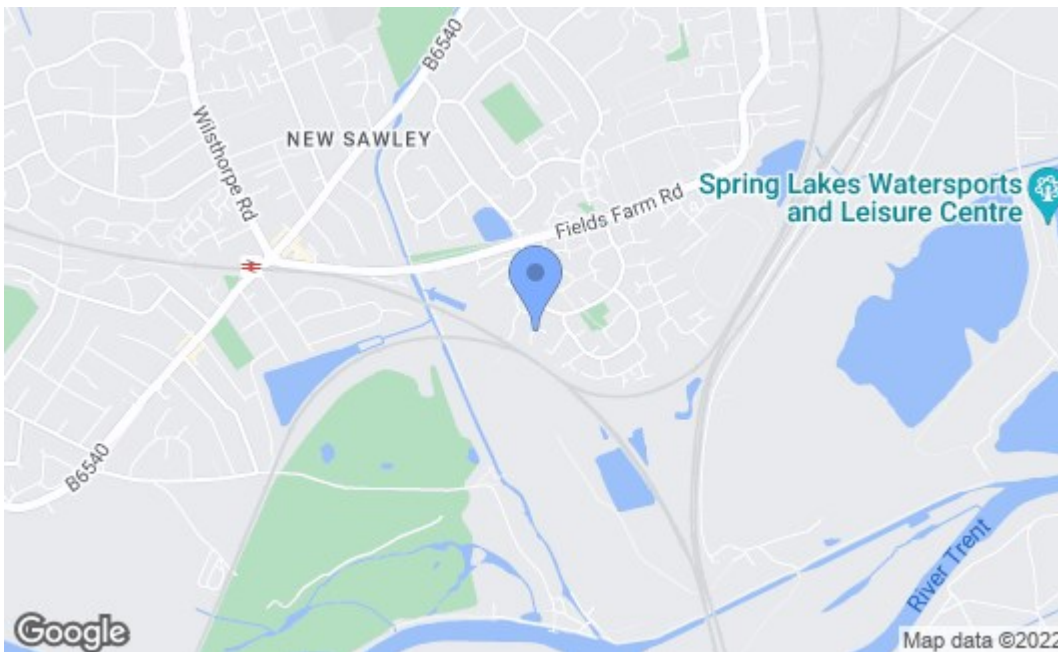 B6540
Wilsthorpe Rd
NEW SAWLEY
Spring Lakes Watersports
and Leisure Centre
Fields Farm Rd
B6540
River Trent
Google
Map data ©2022